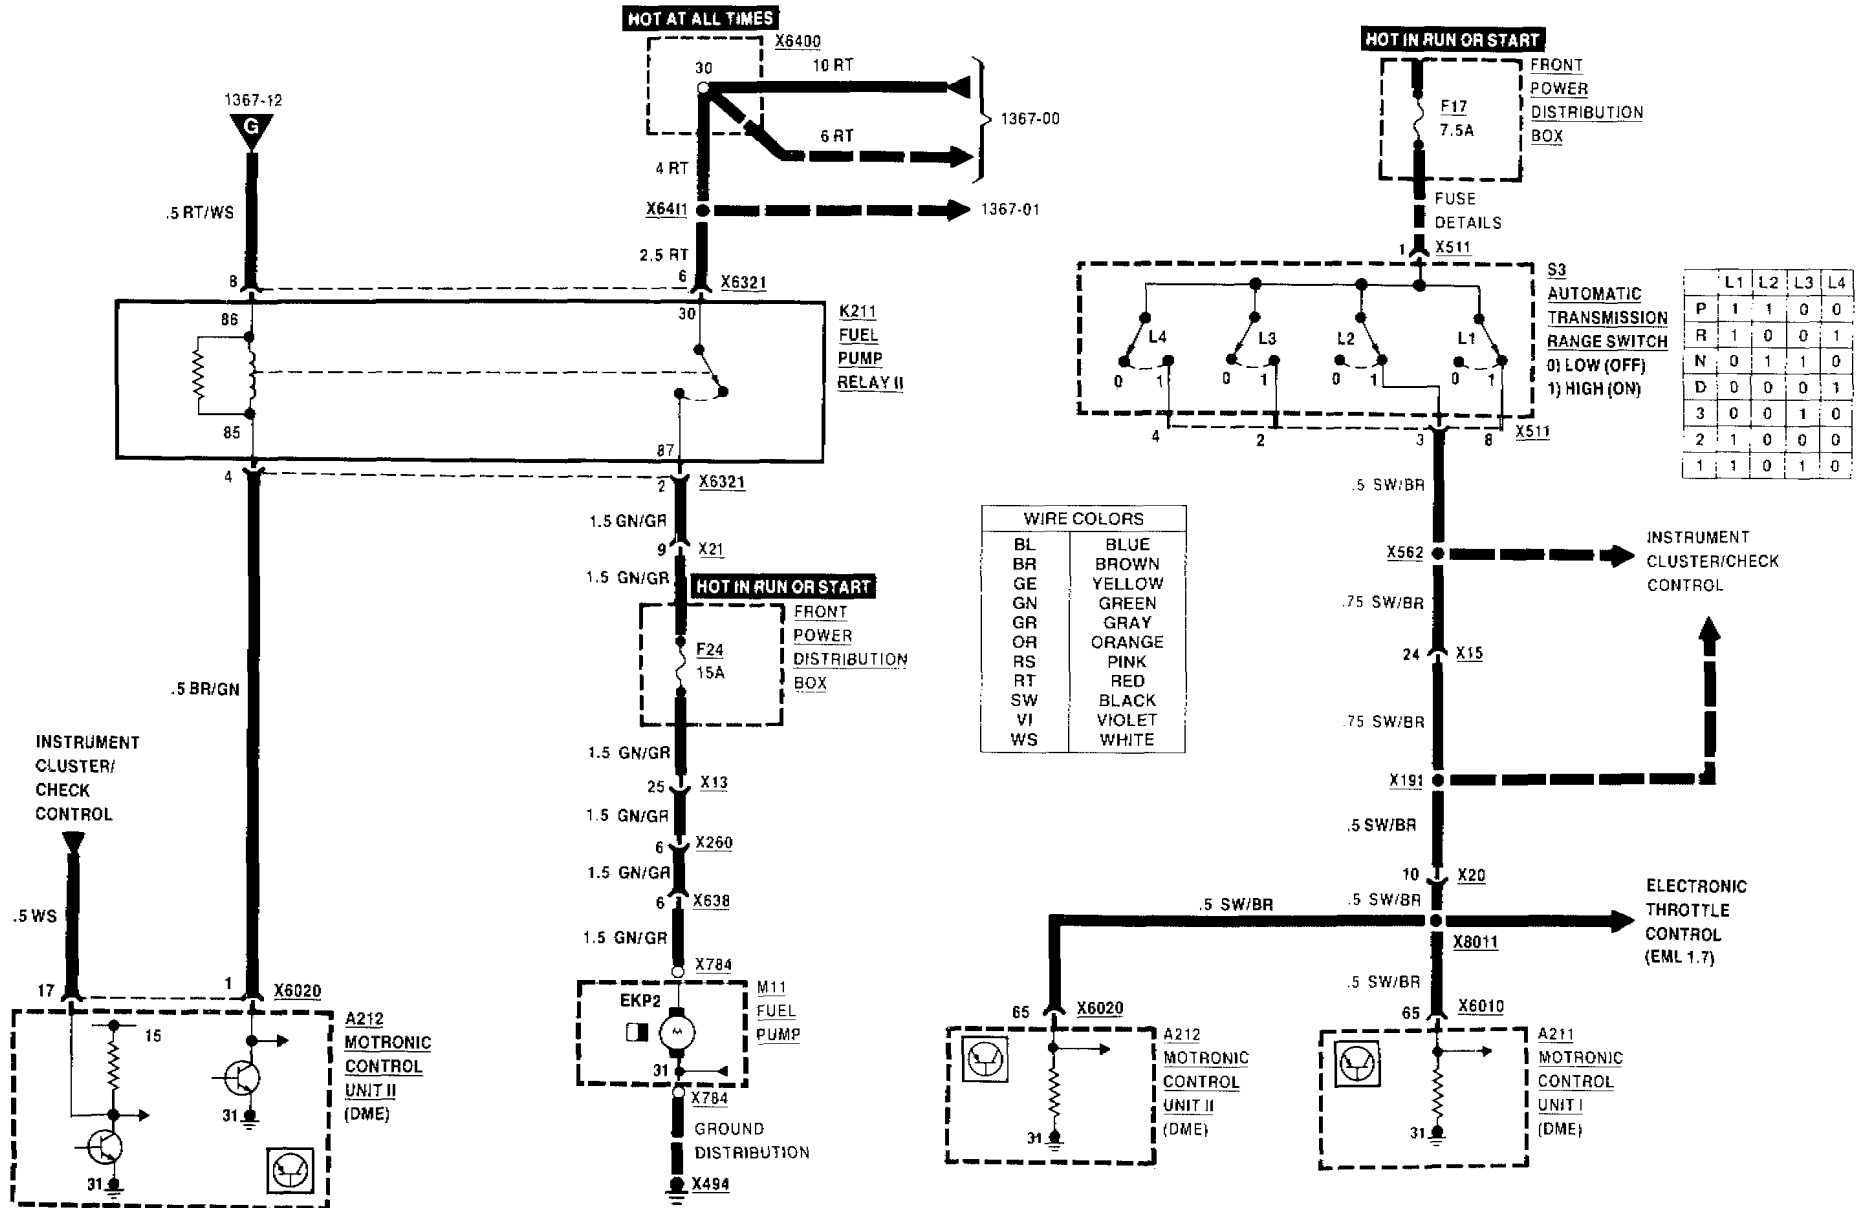 HOT AT ALL TIMES
X6400
30
10 RT
6 RT
1367-00
4 RT
X6411
1367-01
2.5 RT
6
X6321
1367-12
G
.5 RT/WS
8
86
30
85
87
K211
FUEL
PUMP
RELAY II
4
2
X6321
1.5 GN/GR
9
X21
1.5 GN/GR
HOT IN RUN OR START
FRONT
POWER
DISTRIBUTION
BOX
F24
15A
1.5 GN/GR
25
X13
1.5 GN/GR
6
X260
1.5 GN/GR
6
X638
1.5 GN/GR
X784
EKP2
M
31
M11
FUEL
PUMP
X784
GROUND
DISTRIBUTION
X494
.5 BR/GN
INSTRUMENT
CLUSTER/
CHECK
CONTROL
.5 WS
17
1
X6020
15
31
31
A212
MOTRONIC
CONTROL
UNIT II
(DME)
WIRE COLORS
BL BLUE
BR BROWN
GE YELLOW
GN GREEN
GR GRAY
OR ORANGE
RS PINK
RT RED
SW BLACK
VI VIOLET
WS WHITE
HOT IN RUN OR START
FRONT
POWER
DISTRIBUTION
BOX
F17
7.5A
FUSE
DETAILS
1
X511
S3
AUTOMATIC
TRANSMISSION
RANGE SWITCH
0) LOW (OFF)
1) HIGH (ON)
L4
L3
L2
L1
0 1
0 1
0 1
0 1
4
2
3
8
X511
L1 L2 L3 L4
P 1 1 0 0
R 1 0 0 1
N 0 1 1 0
D 0 0 0 1
3 0 0 1 0
2 1 0 0 0
1 1 0 1 0
.5 SW/BR
X562
INSTRUMENT
CLUSTER/CHECK
CONTROL
.75 SW/BR
24
X15
.75 SW/BR
X191
.5 SW/BR
10
X20
.5 SW/BR
.5 SW/BR
X8011
ELECTRONIC
THROTTLE
CONTROL
(EML 1.7)
.5 SW/BR
65
X6020
65
X6010
31
A212
MOTRONIC
CONTROL
UNIT II
(DME)
31
A211
MOTRONIC
CONTROL
UNIT I
(DME)